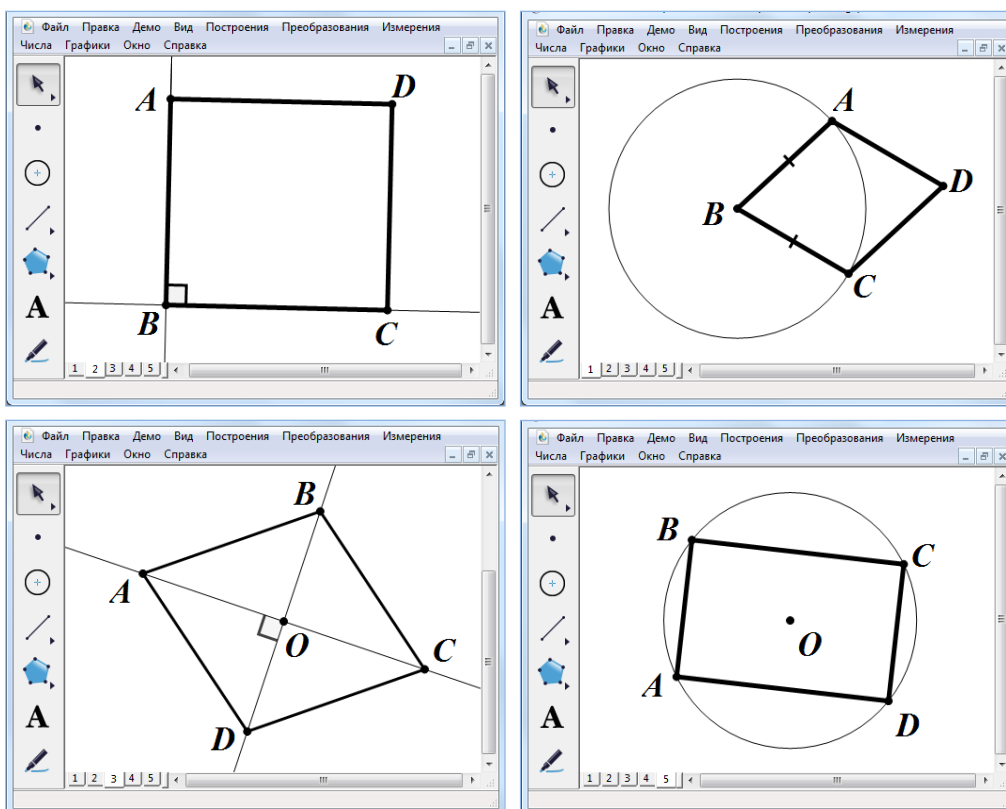 Файл Правка Демо Вид Построения Преобразования Измерения
Числа Графики Окно Справка
A
D
B
C
A
1 2 3 4 5
Файл Правка Демо Вид Построения Преобразования Измерения
Числа Графики Окно Справка
A
B
D
C
A
1 2 3 4 5
Файл Правка Демо Вид Построения Преобразования Измерения
Числа Графики Окно Справка
B
A
O
C
A
D
1 2 3 4 5
Файл Правка Демо Вид Построения Преобразования Измерения
Числа Графики Окно Справка
B
C
O
A
A
D
1 2 3 4 5